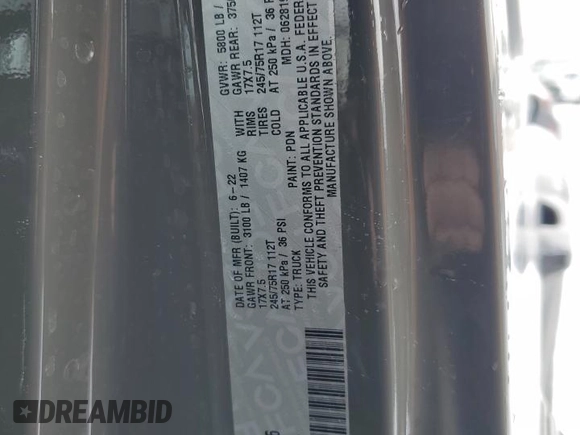 DATE OF MFR (BUILT): 6-22 GVWR: 5800 LB /
GAWR FRONT: 3100 LB / 1407 KG WITH GAWR REAR: 375
17X7.5 RIMS 17X7.5
245/75R17 112T TIRES 245/75R17 112T
AT 250 kPa / 36 PSI COLD AT 250 kPa / 36 P
TYPE: TRUCK PAINT: PDN MDH: 06281
THIS VEHICLE CONFORMS TO ALL APPLICABLE U.S.A. FEDER
SAFETY AND THEFT PREVENTION STANDARDS IN EFFECT
MANUFACTURE SHOWN ABOVE.
DREAMBID